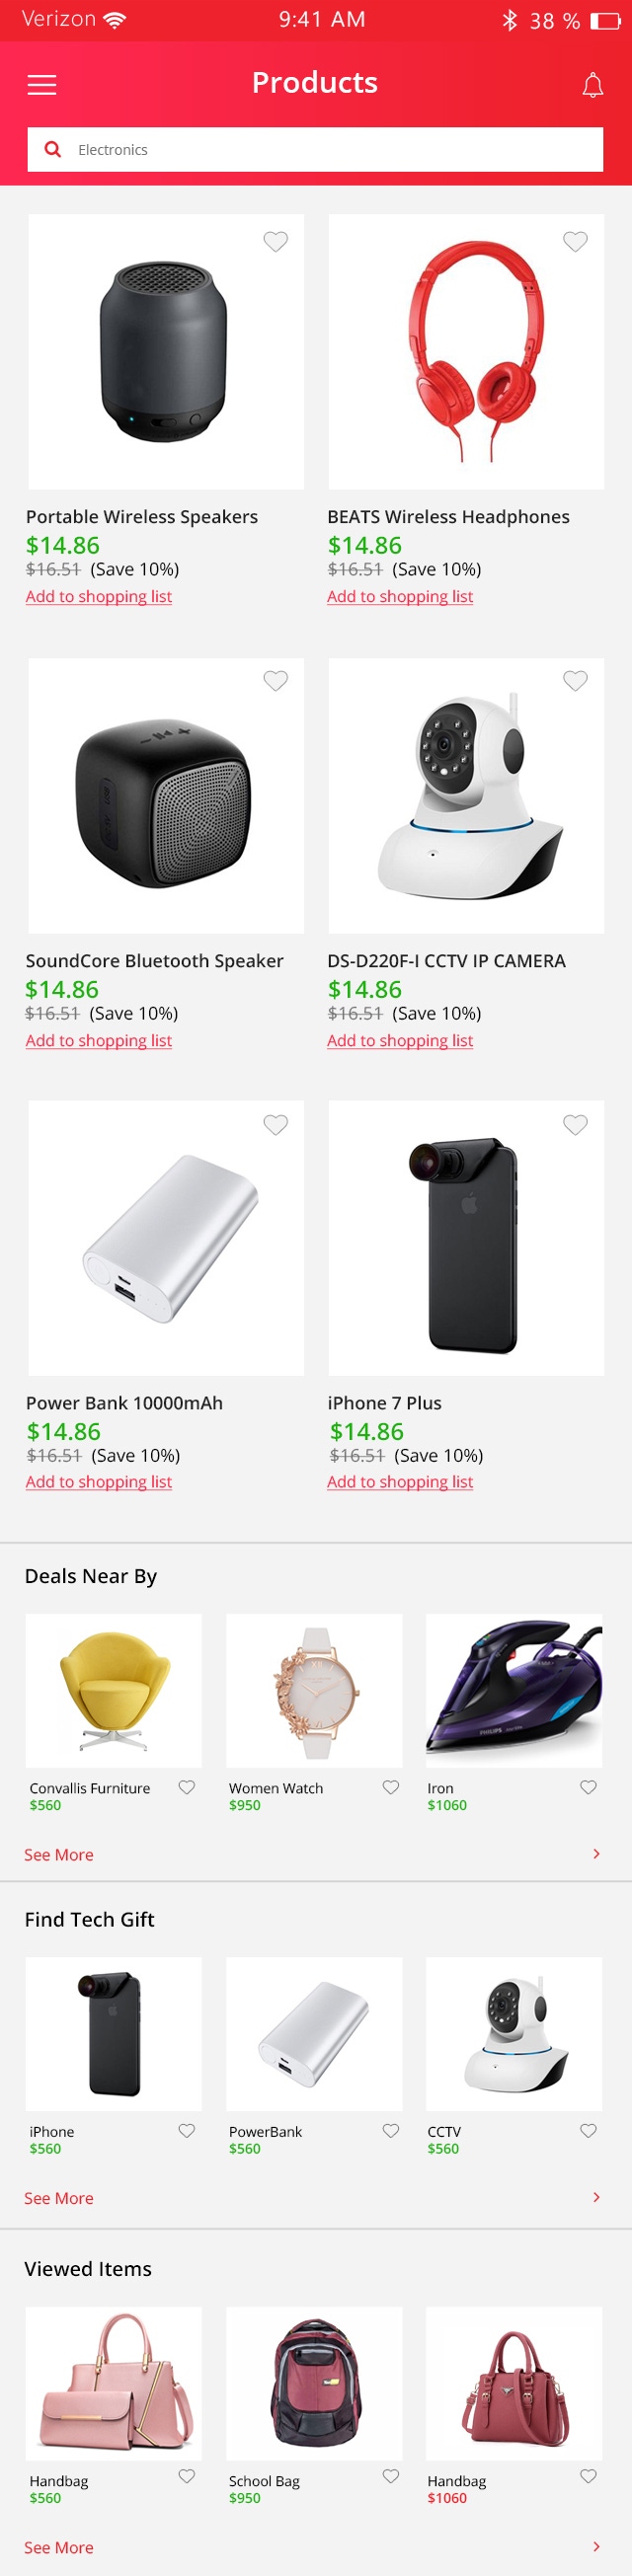 Verizon 9:41 AM 38 %
Products
Electronics
Portable Wireless Speakers
$14.86
$16.51 (Save 10%)
Add to shopping list
BEATS Wireless Headphones
$14.86
$16.51 (Save 10%)
Add to shopping list
SoundCore Bluetooth Speaker
$14.86
$16.51 (Save 10%)
Add to shopping list
DS-D220F-I CCTV IP CAMERA
$14.86
$16.51 (Save 10%)
Add to shopping list
Power Bank 10000mAh
$14.86
$16.51 (Save 10%)
Add to shopping list
iPhone 7 Plus
$14.86
$16.51 (Save 10%)
Add to shopping list
Deals Near By
PHILIPS
Convallis Furniture
$560
Women Watch
$950
Iron
$1060
See More
Find Tech Gift
iPhone
$560
PowerBank
$560
CCTV
$560
See More
Viewed Items
Handbag
$560
School Bag
$950
Handbag
$1060
See More